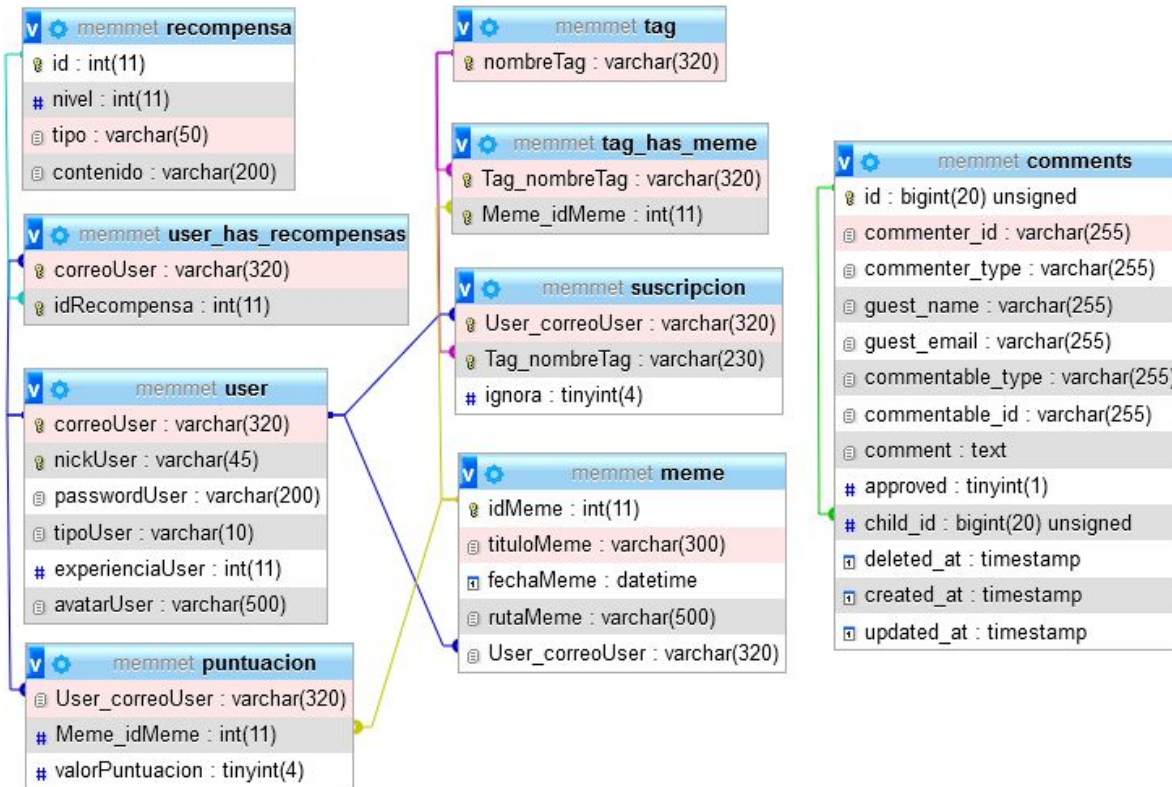 memmet recompensa
id : int(11)
# nivel : int(11)
tipo : varchar(50)
contenido : varchar(200)
v memmet user_has_recompensas
correoUser : varchar(320)
idRecompensa : int(11)
v memmet user
correoUser : varchar(320)
nickUser : varchar(45)
passwordUser : varchar(200)
tipoUser : varchar(10)
# experienciaUser : int(11)
avatarUser : varchar(500)
v memmet puntuacion
User_correoUser : varchar(320)
# Meme_idMeme : int(11)
# valorPuntuacion : tinyint(4)
v memmet tag
nombreTag : varchar(320)
v memmet tag_has_meme
Tag_nombreTag : varchar(320)
Meme_idMeme : int(11)
v memmet suscripcion
User_correoUser : varchar(320)
Tag_nombreTag : varchar(230)
# ignora : tinyint(4)
v memmet meme
idMeme : int(11)
tituloMeme : varchar(300)
fechaMeme : datetime
rutaMeme : varchar(500)
User_correoUser : varchar(320)
v memmet comments
id : bigint(20) unsigned
commenter_id : varchar(255)
commenter_type : varchar(255)
guest_name : varchar(255)
guest_email : varchar(255)
commentable_type : varchar(255)
commentable_id : varchar(255)
comment : text
# approved : tinyint(1)
# child_id : bigint(20) unsigned
deleted_at : timestamp
created_at : timestamp
updated_at : timestamp